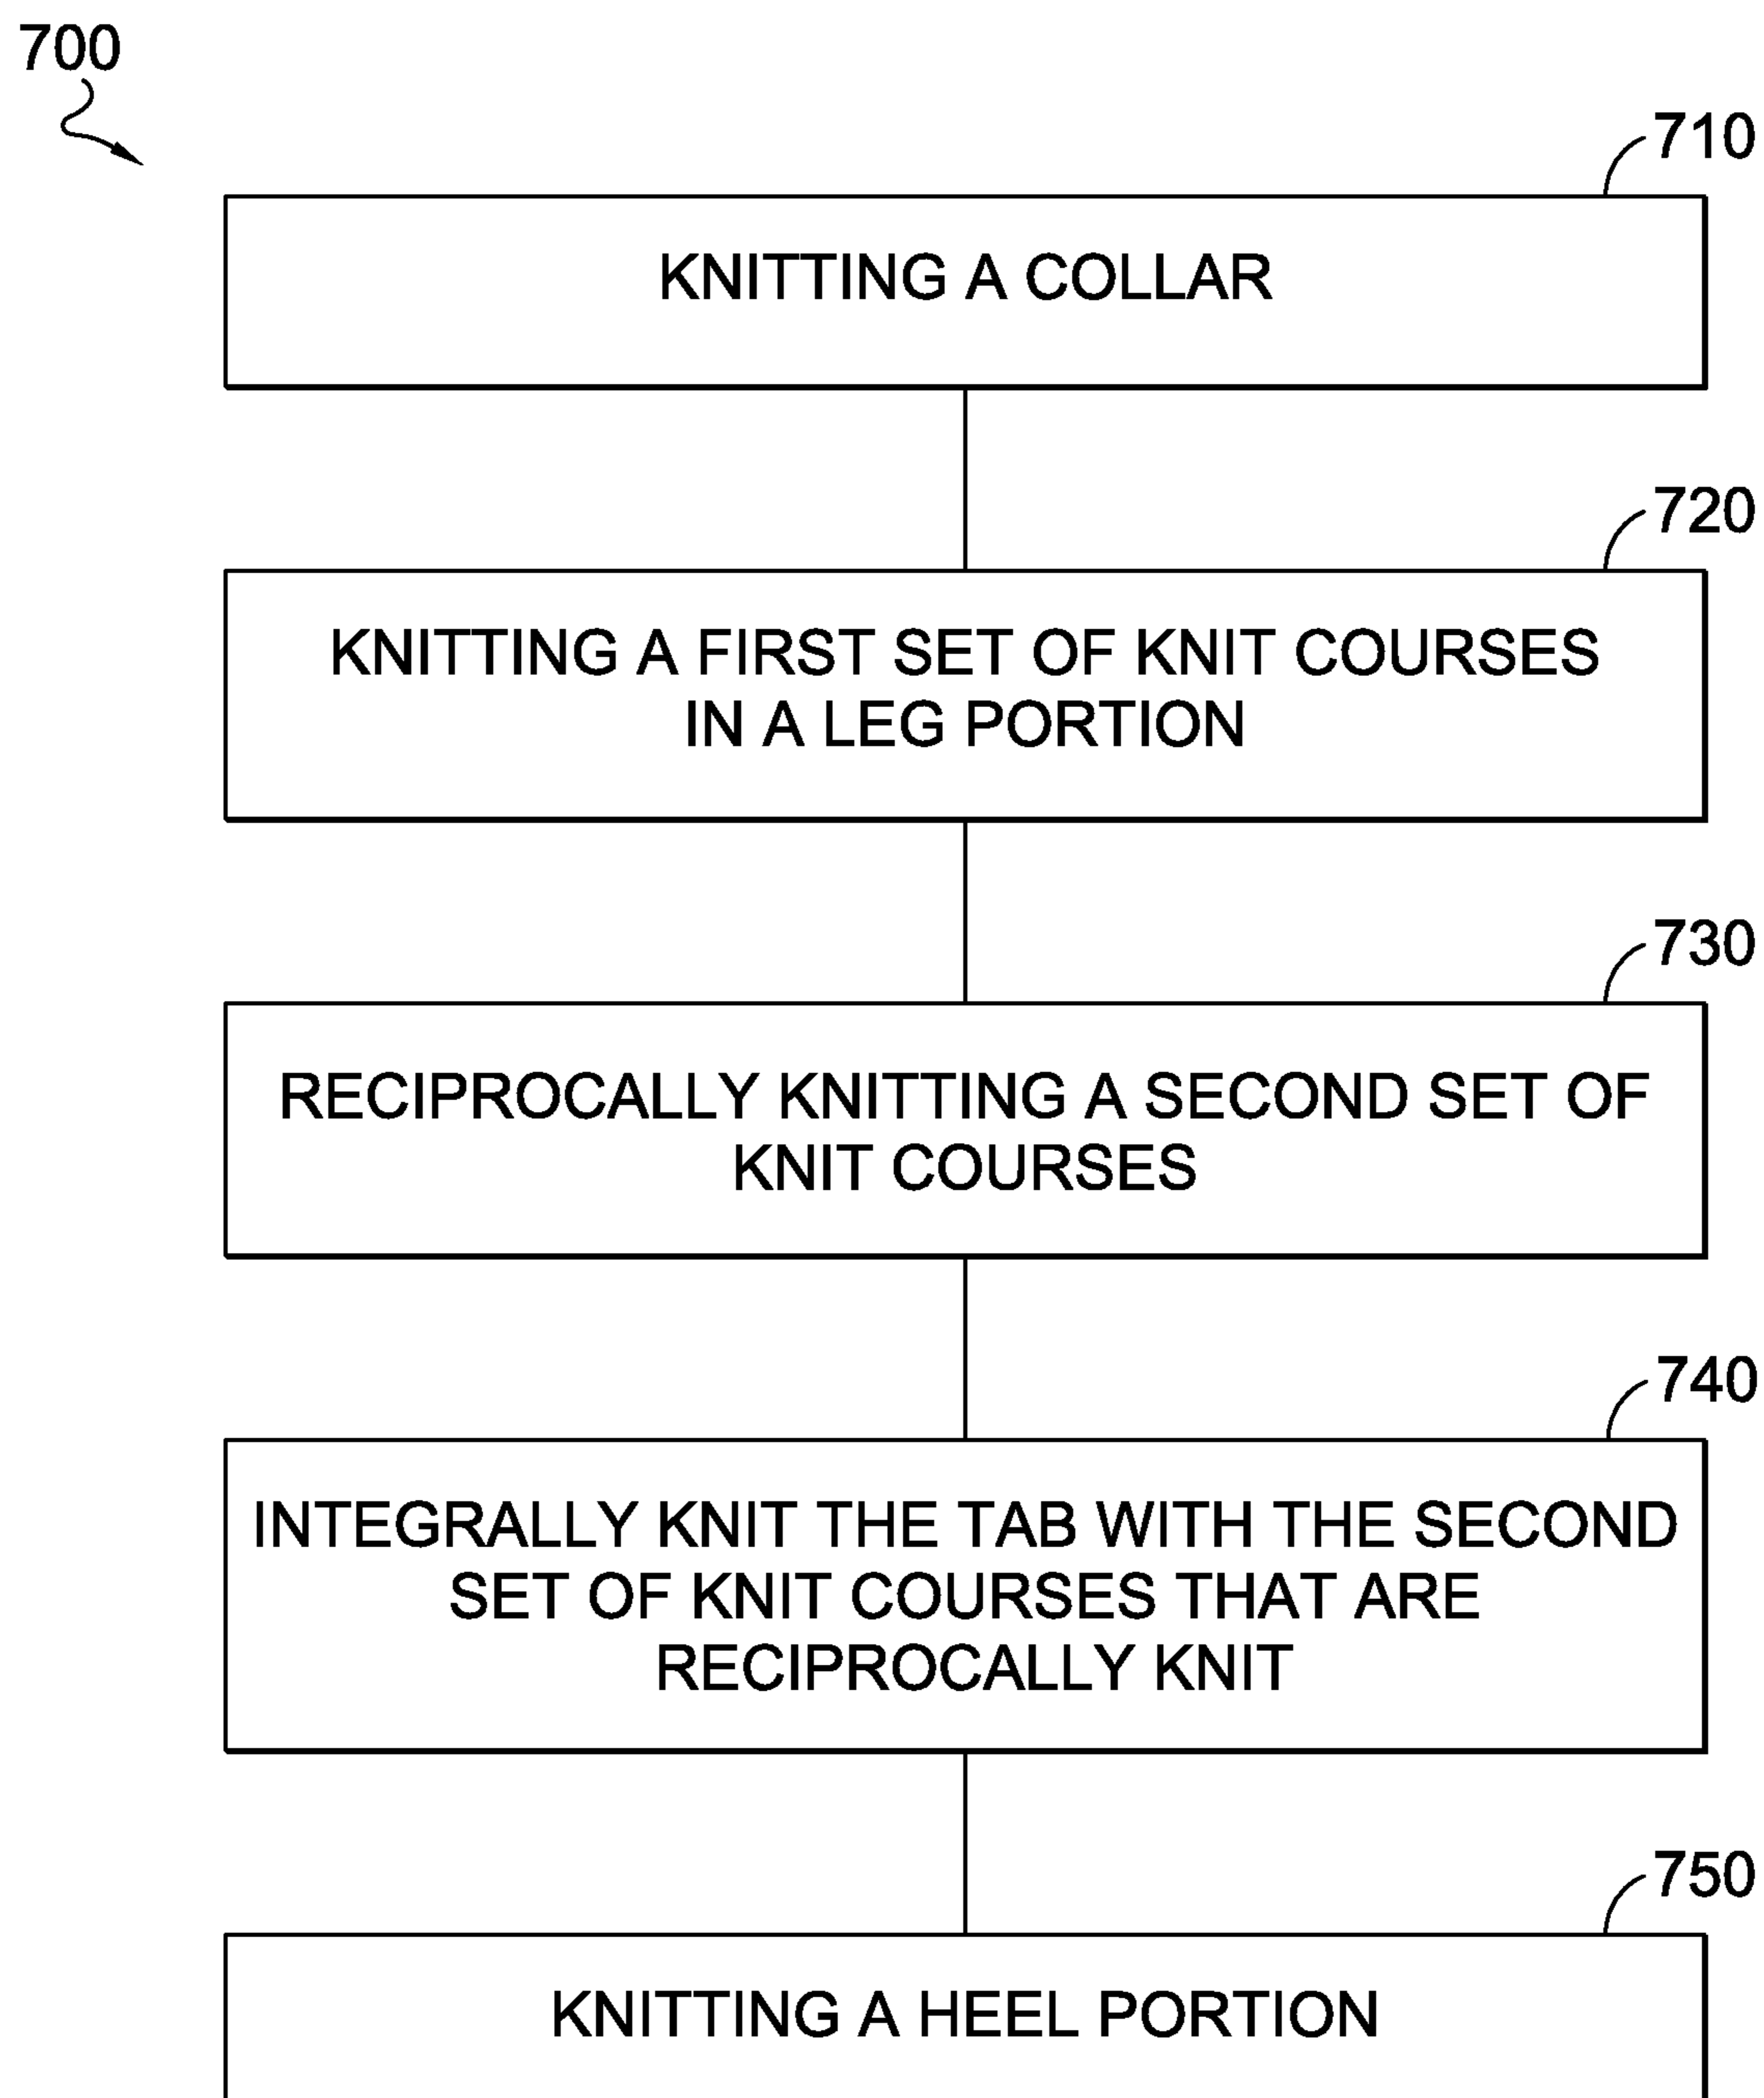 700
710
KNITTING A COLLAR
720
KNITTING A FIRST SET OF KNIT COURSES
IN A LEG PORTION
730
RECIPROCALLY KNITTING A SECOND SET OF
KNIT COURSES
740
INTEGRALLY KNIT THE TAB WITH THE SECOND
SET OF KNIT COURSES THAT ARE
RECIPROCALLY KNIT
750
KNITTING A HEEL PORTION